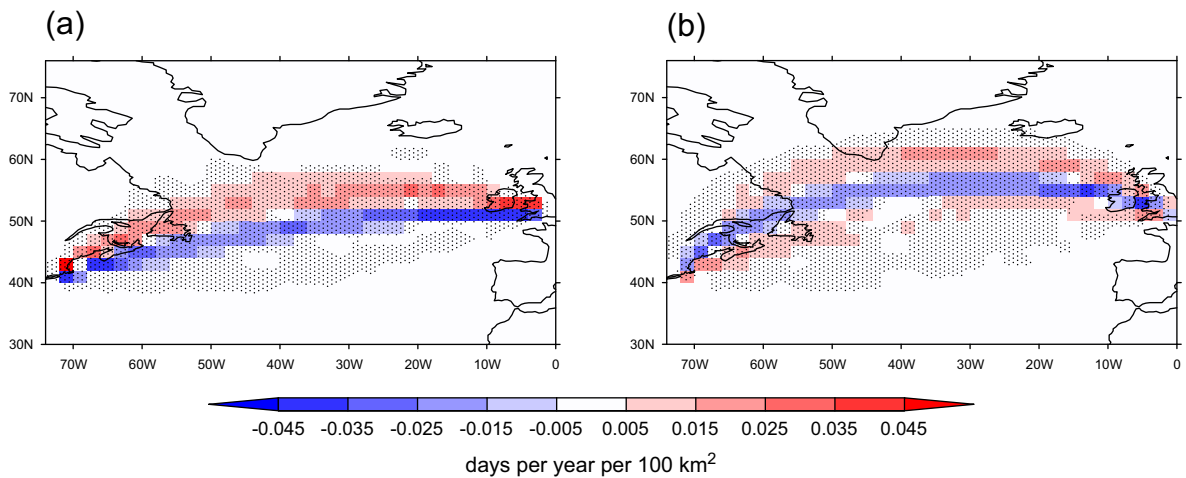 (a)
(b)
70N
60N
50N
40N
30N
70W
60W
50W
40W
30W
20W
10W
0
70N
60N
50N
40N
30N
70W
60W
50W
40W
30W
20W
10W
0
-0.045
-0.035
-0.025
-0.015
-0.005
0.005
0.015
0.025
0.035
0.045
days per year per 100 km²